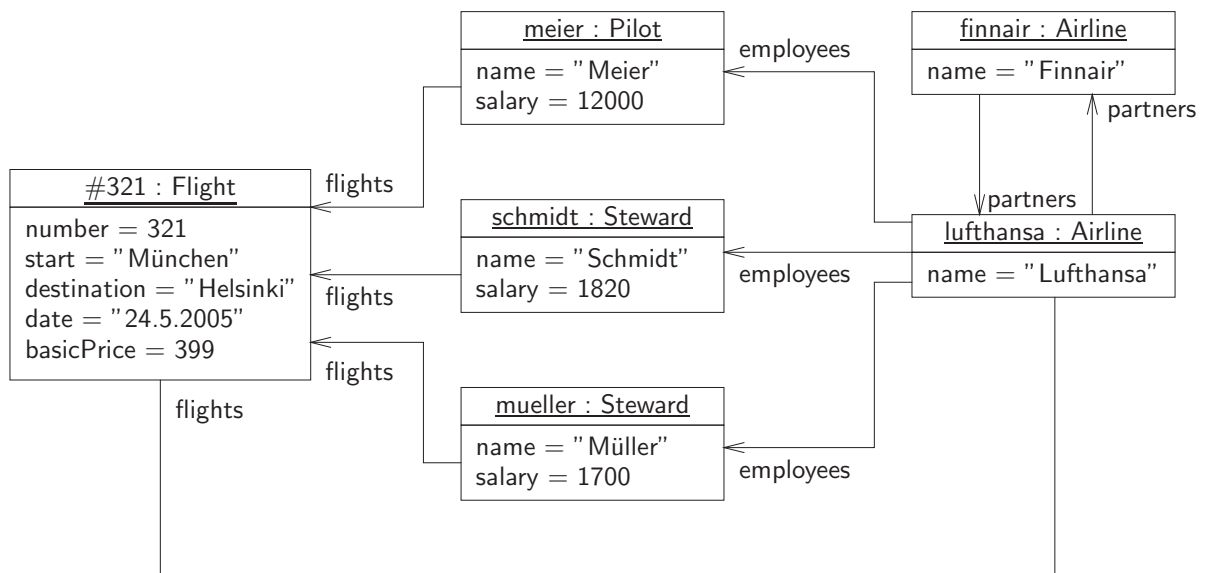 meier : Pilot
name = "Meier"
salary = 12000
employees
finnair : Airline
name = "Finnair"
partners
#321 : Flight
number = 321
start = "München"
destination = "Helsinki"
date = "24.5.2005"
basicPrice = 399
flights
schmidt : Steward
name = "Schmidt"
salary = 1820
flights
employees
partners
lufthansa : Airline
name = "Lufthansa"
flights
flights
mueller : Steward
name = "Müller"
salary = 1700
employees